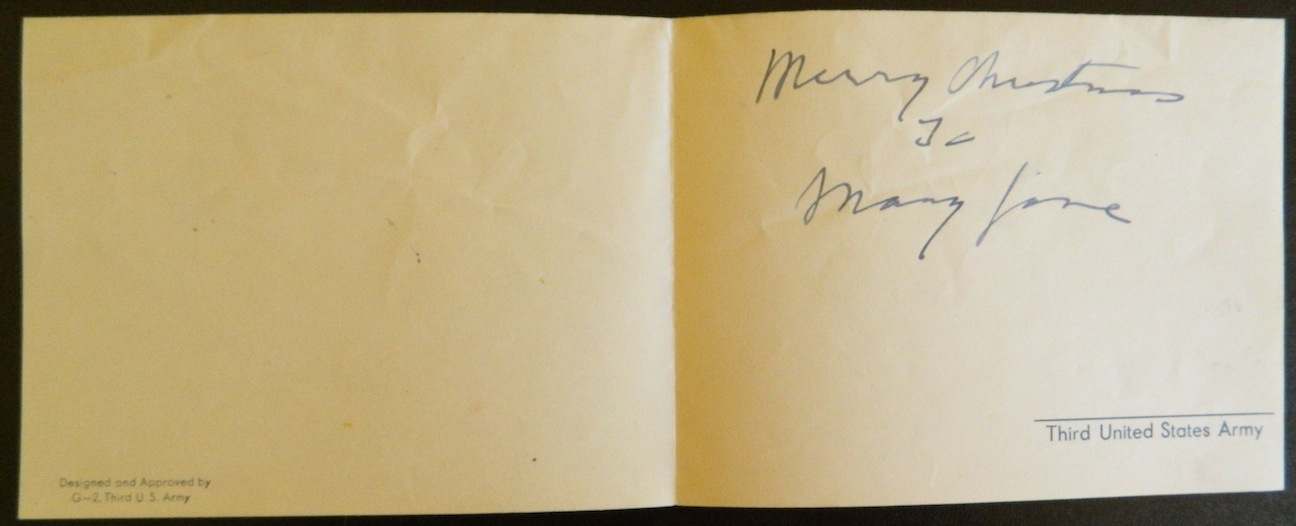 Designed and Approved by
G-2, Third U.S. Army
Merry Christmas
To
Mary Jane
Third United States Army